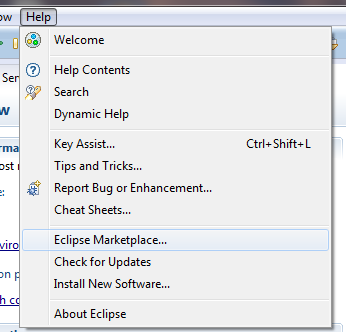 ow Help
Welcome
Help Contents
Search
Dynamic Help
Key Assist... Ctrl+Shift+L
Tips and Tricks...
Report Bug or Enhancement...
Cheat Sheets...
Eclipse Marketplace...
Check for Updates
Install New Software...
About Eclipse